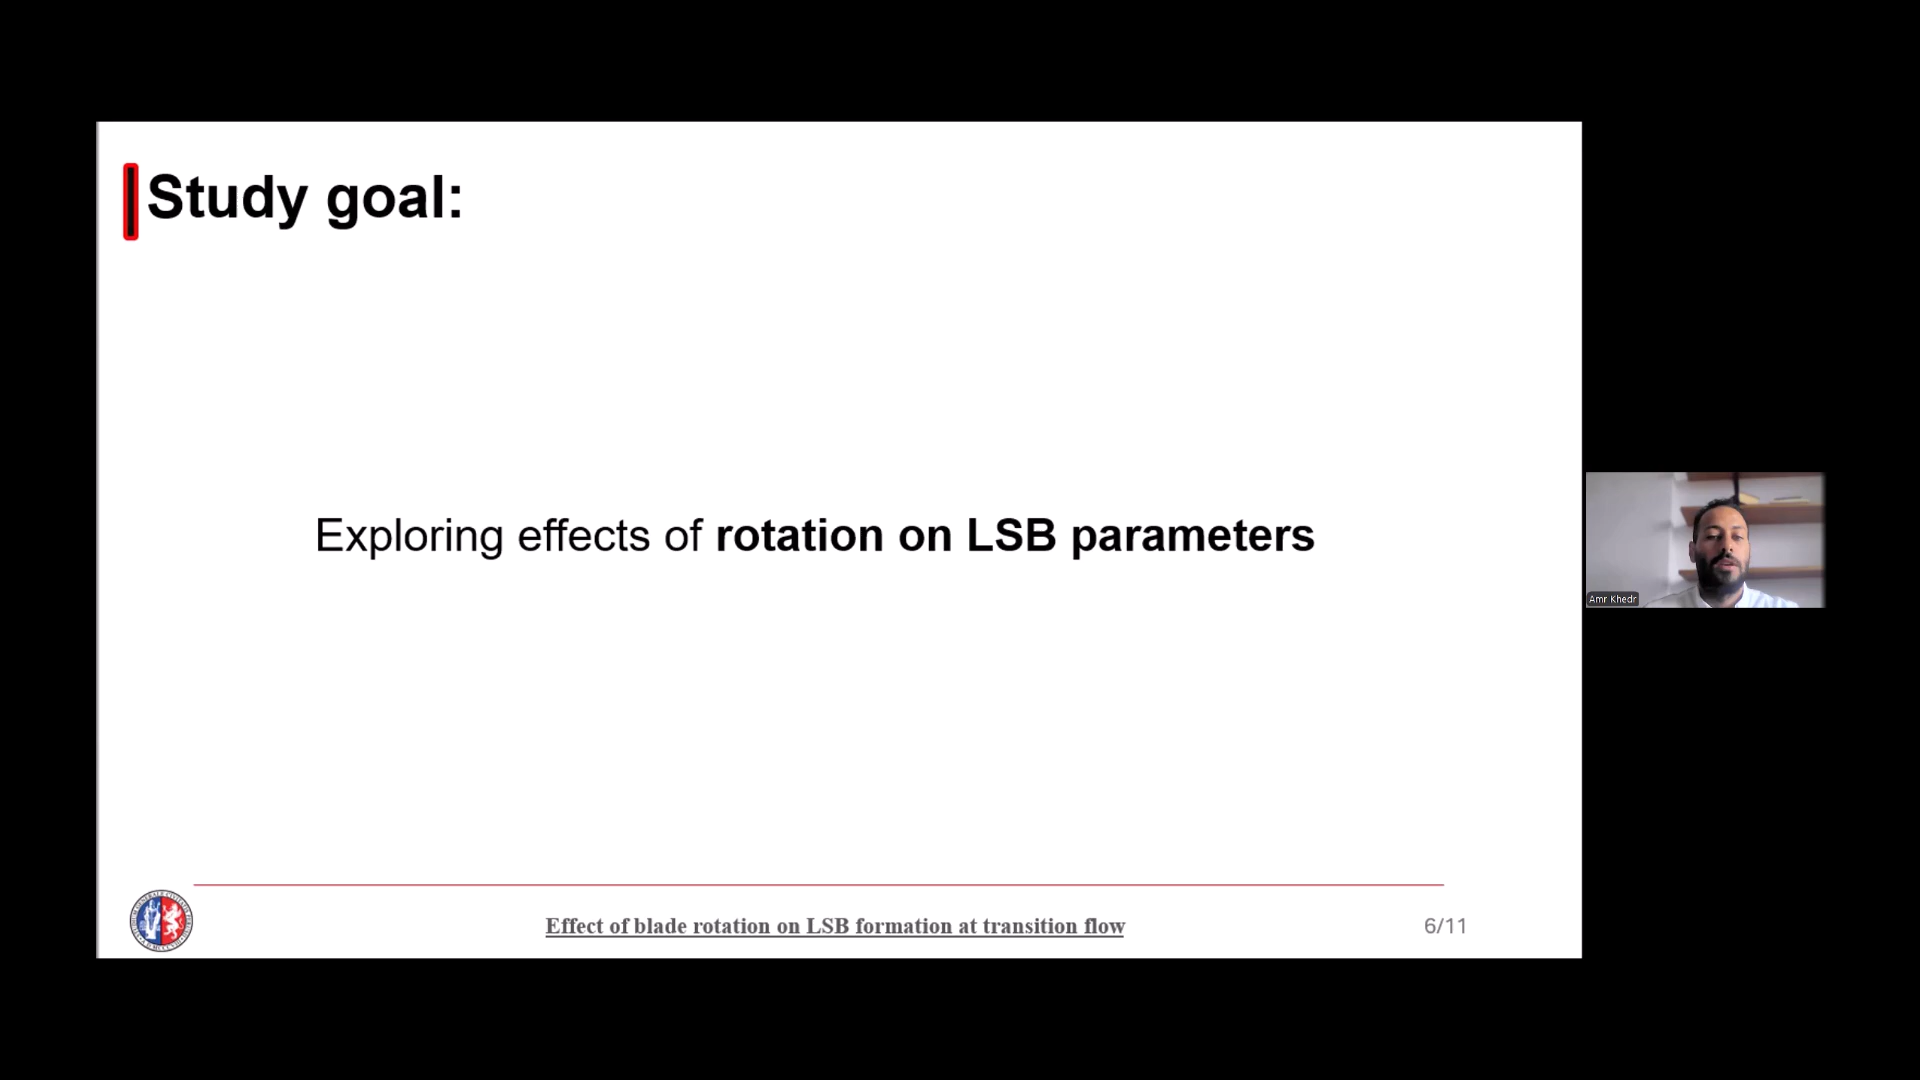 Study goal:
Exploring effects of rotation on LSB parameters
Amr Khedr
Effect of blade rotation on LSB formation at transition flow
6/11